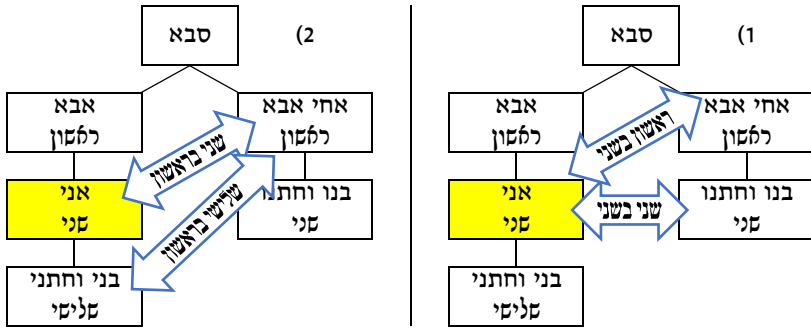 1)
סבא
אחי אבא
ראשון
אבא
ראשון
ראשון בשני
בנו וחתנו
שני
שני בשני
אני
שני
בני וחתני
שלישי
2)
סבא
אחי אבא
ראשון
אבא
ראשון
שני בראשון
בנו וחתנו
שני
אני
שני
שלישי בראשון
בני וחתני
שלישי